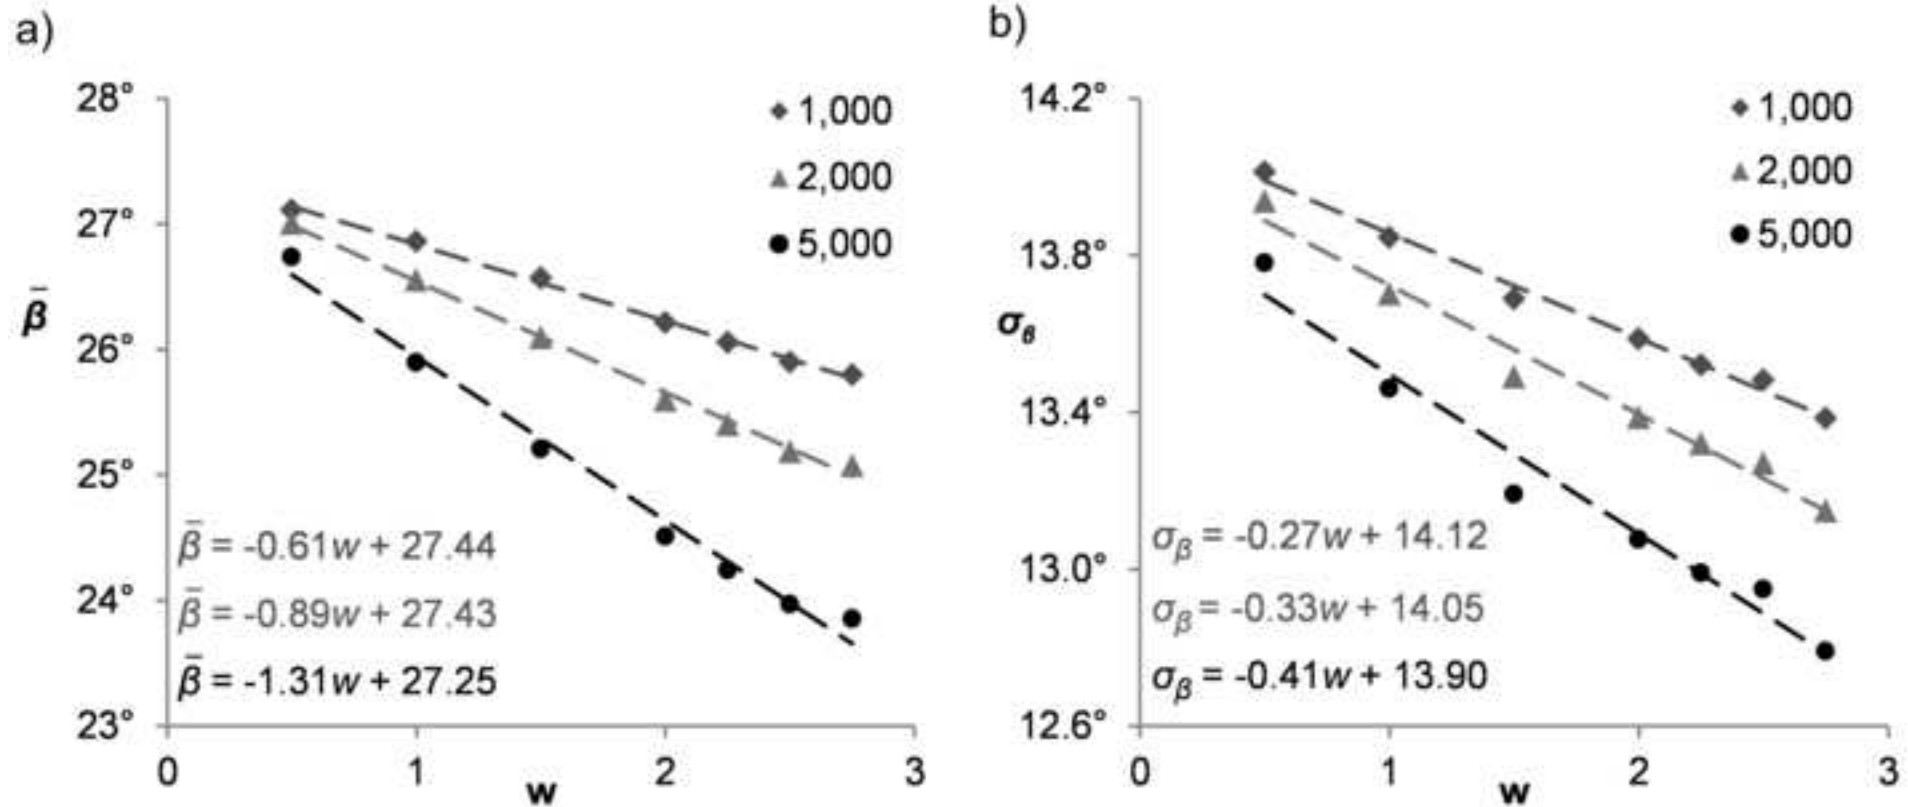 a)
28°
27°
26°
25°
24°
23°
β̄
1,000
2,000
5,000
β̄ = -0.61w + 27.44
β̄ = -0.89w + 27.43
β̄ = -1.31w + 27.25
0 1 2 3
w
b)
14.2°
13.8°
13.4°
13.0°
12.6°
σβ
1,000
2,000
5,000
σβ = -0.27w + 14.12
σβ = -0.33w + 14.05
σβ = -0.41w + 13.90
0 1 2 3
w